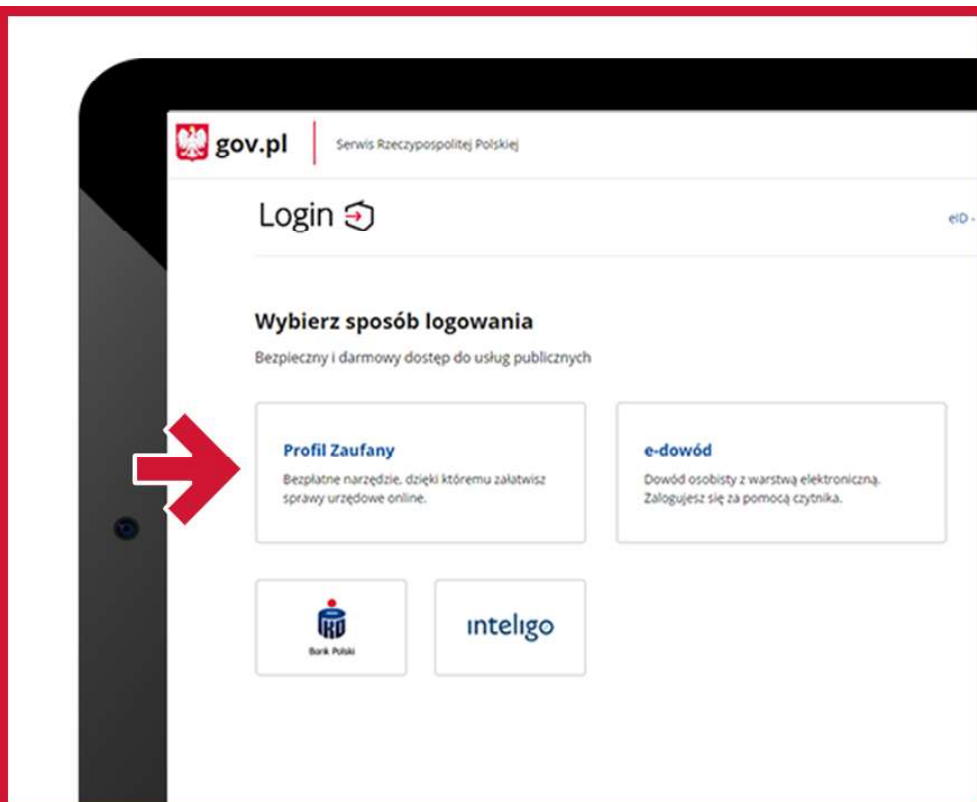 gov.pl
Serwis Rzeczypospolitej Polskiej
Login
eID -
Wybierz sposób logowania
Bezpieczny i darmowy dostęp do usług publicznych
Profil Zaufany
Bezpłatne narzędzie, dzięki któremu załatwisz
sprawy urzędowe online.
e-dowód
Dowód osobisty z warstwą elektroniczną.
Zalogujesz się za pomocą czytnika.
PKO
Bank Polski
inteligo